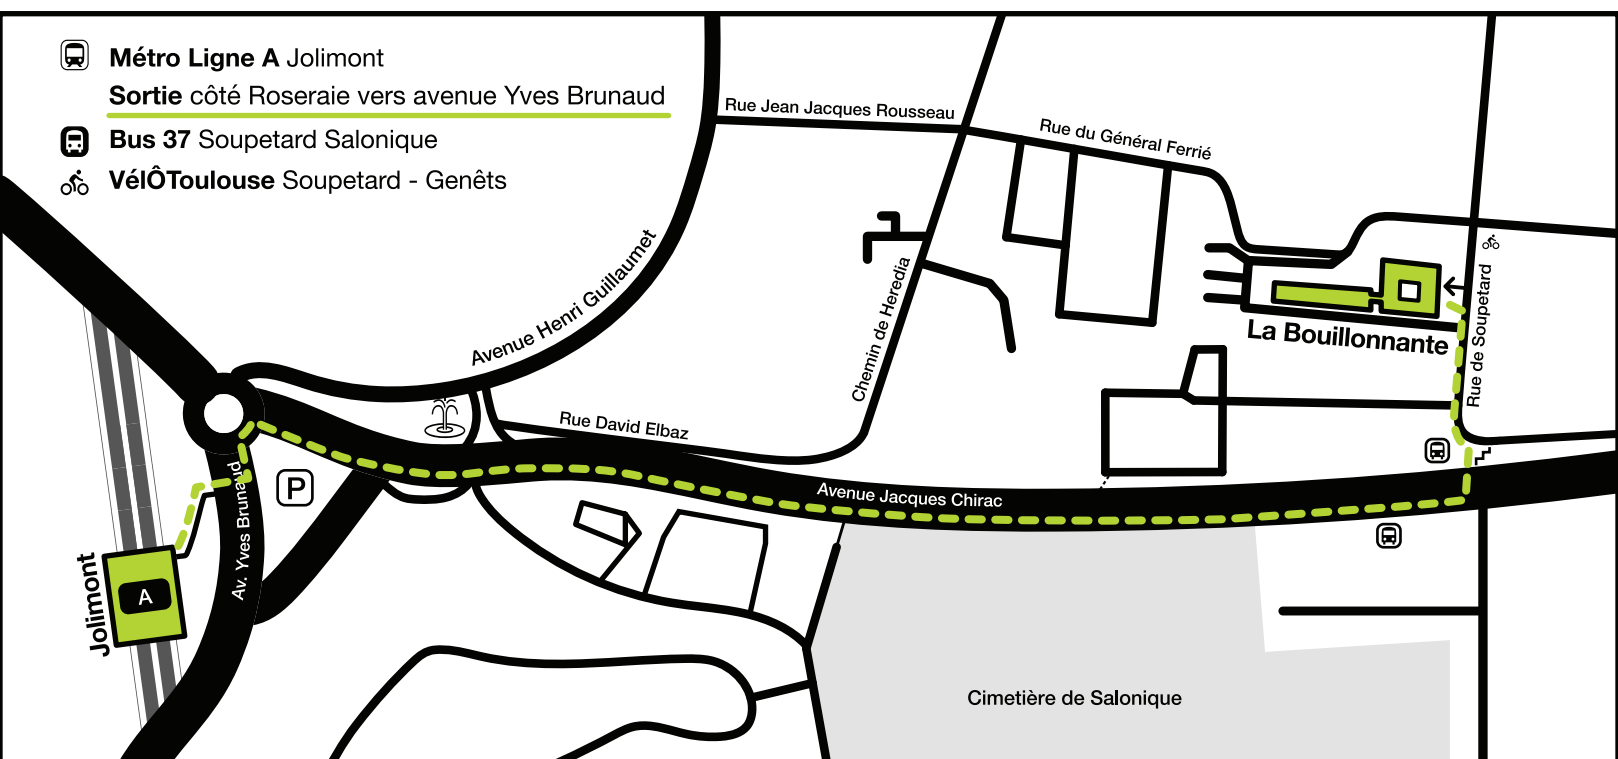 Métro Ligne A Jolimont
Sortie côté Roseraie vers avenue Yves Brunaud
Bus 37 Soupetard Salonique
VélÔToulouse Soupetard - Genêts
Rue Jean Jacques Rousseau
Rue du Général Ferrié
Avenue Henri Guillaumet
Chemin de Heredia
La Bouillonnante
Rue de Soupetard
Rue David Elbaz
P
Av. Yves Brunaud
Avenue Jacques Chirac
Jolimont
A
Cimetière de Salonique